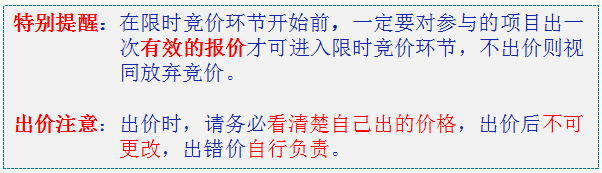 特别提醒：在限时竞价环节开始前，一定要对参与的项目出一
次有效的报价才可进入限时竞价环节，不出价则视
同放弃竞价。
出价注意：出价时，请务必看清楚自己出的价格，出价后不可
更改，出错价自行负责。